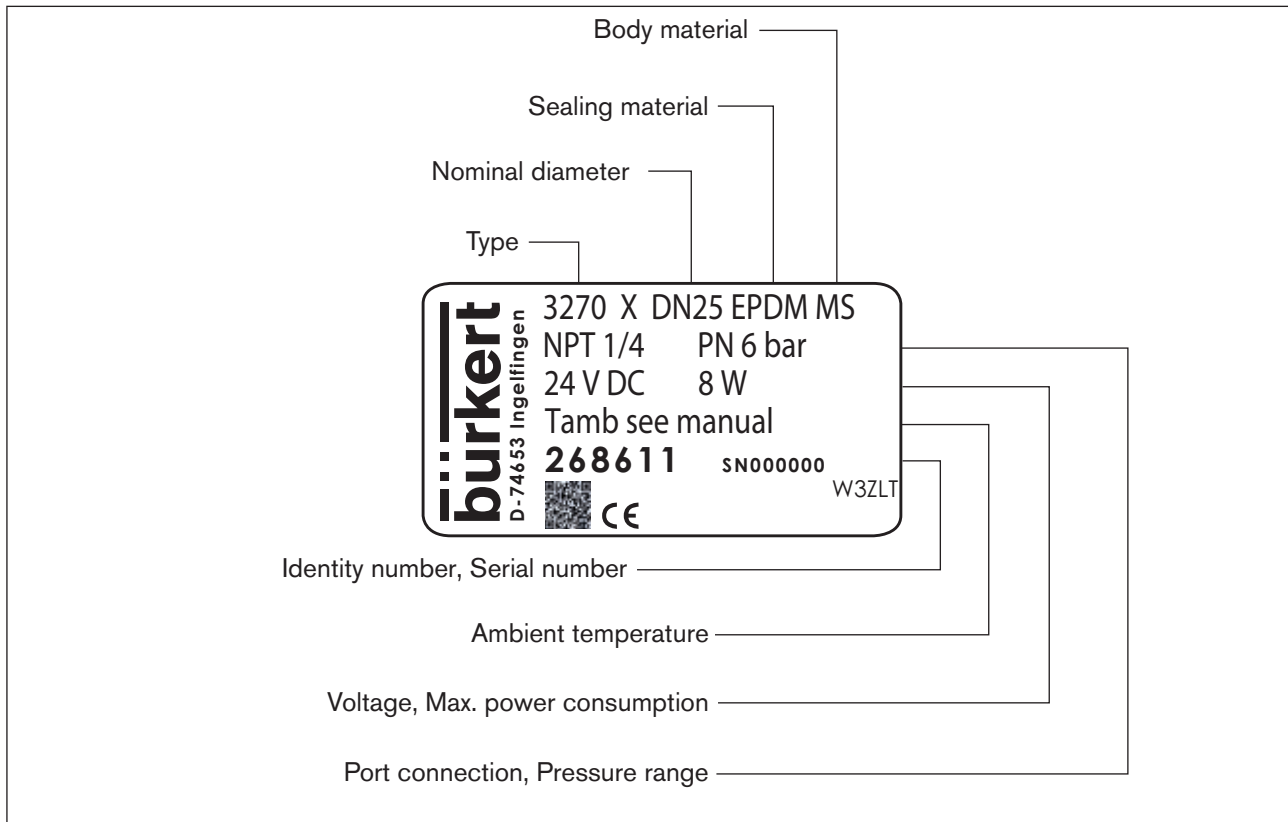 Body material
Sealing material
Nominal diameter
Type
bürkert
D-74653 Ingelfingen
3270 X DN25 EPDM MS
NPT 1/4 PN 6 bar
24 V DC 8 W
Tamb see manual
268611 SN000000
W3ZLT
CE
Identity number, Serial number
Ambient temperature
Voltage, Max. power consumption
Port connection, Pressure range